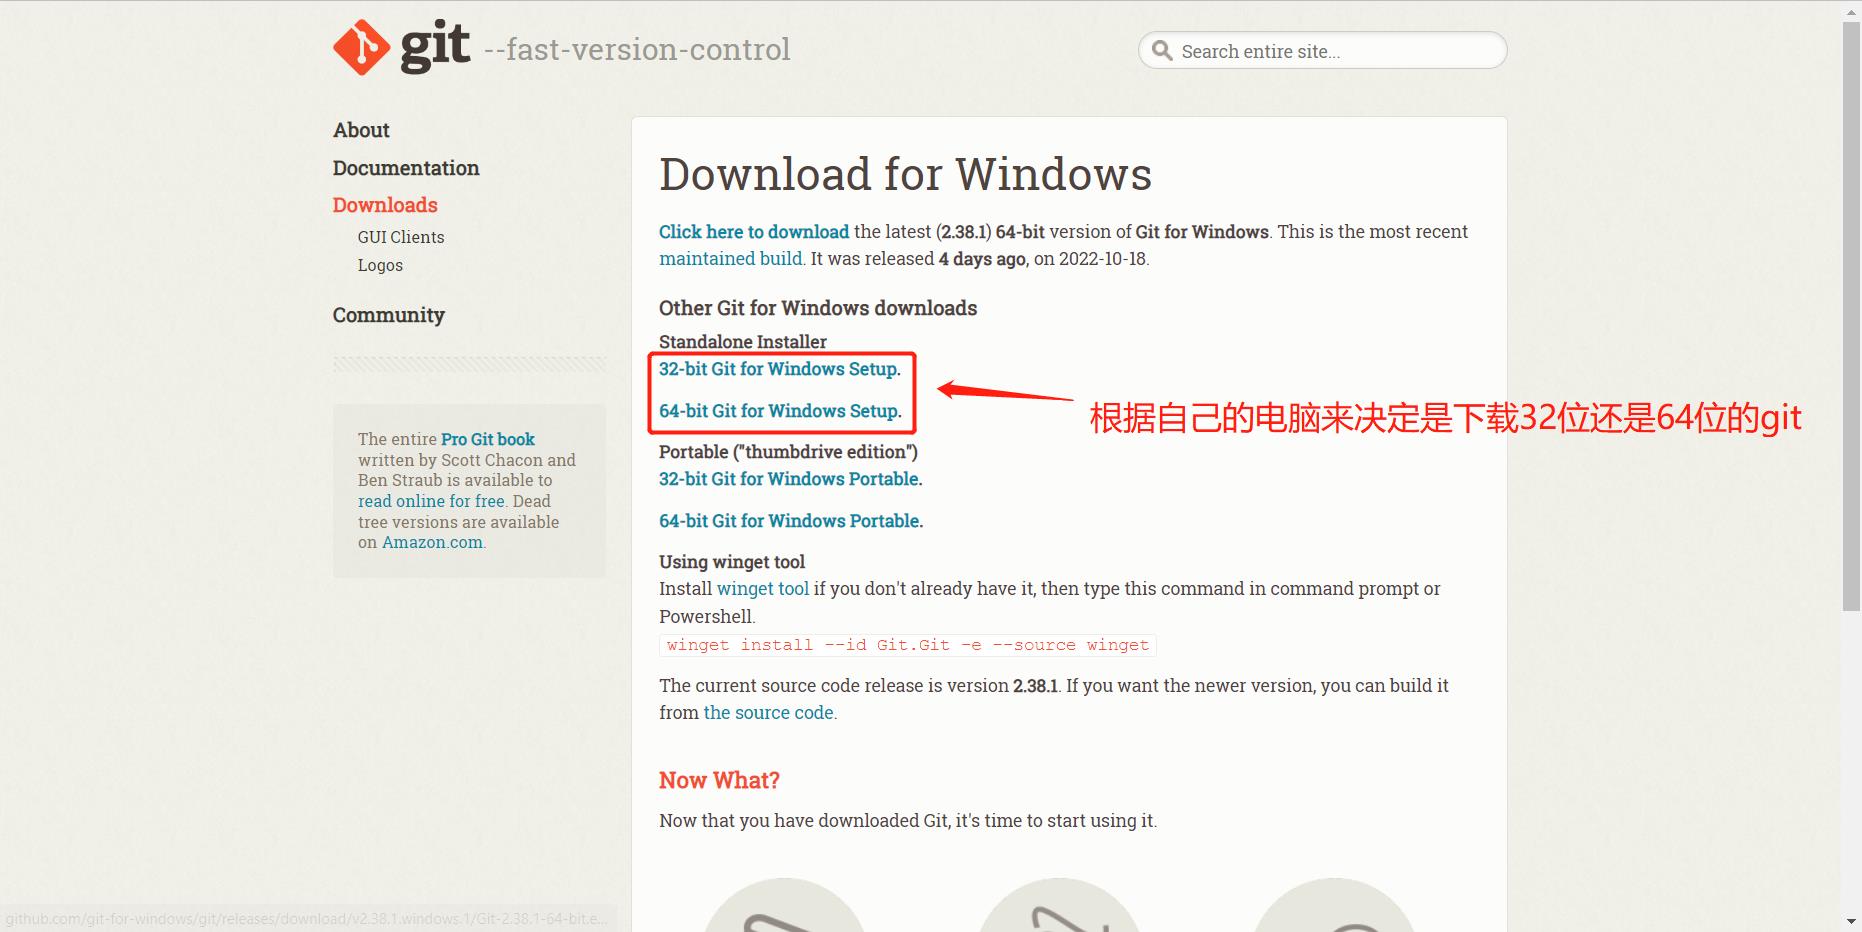 git --fast-version-control
Search entire site...
About
Documentation
Downloads
GUI Clients
Logos
Community
The entire Pro Git book
written by Scott Chacon and
Ben Straub is available to
read online for free. Dead
tree versions are available
on Amazon.com.
Download for Windows
Click here to download the latest (2.38.1) 64-bit version of Git for Windows. This is the most recent
maintained build. It was released 4 days ago, on 2022-10-18.
Other Git for Windows downloads
Standalone Installer
32-bit Git for Windows Setup.
64-bit Git for Windows Setup.
根据自己的电脑来决定是下载32位还是64位的git
Portable ("thumbdrive edition")
32-bit Git for Windows Portable.
64-bit Git for Windows Portable.
Using winget tool
Install winget tool if you don't already have it, then type this command in command prompt or
Powershell.
winget install --id Git.Git -e --source winget
The current source code release is version 2.38.1. If you want the newer version, you can build it
from the source code.
Now What?
Now that you have downloaded Git, it's time to start using it.
github.com/git-for-windows/git/releases/download/v2.38.1.windows.1/Git-2.38.1-64-bit.e...